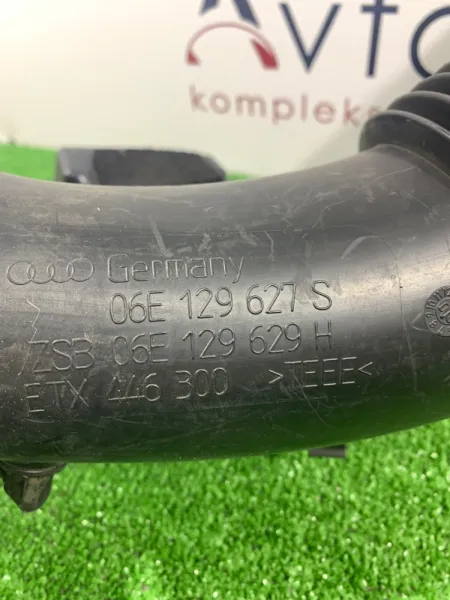 Avto
kompleks
Germany
06E 129 627 S
ZSB 06E 129 629 H
ETX 446 300 >TEEE<